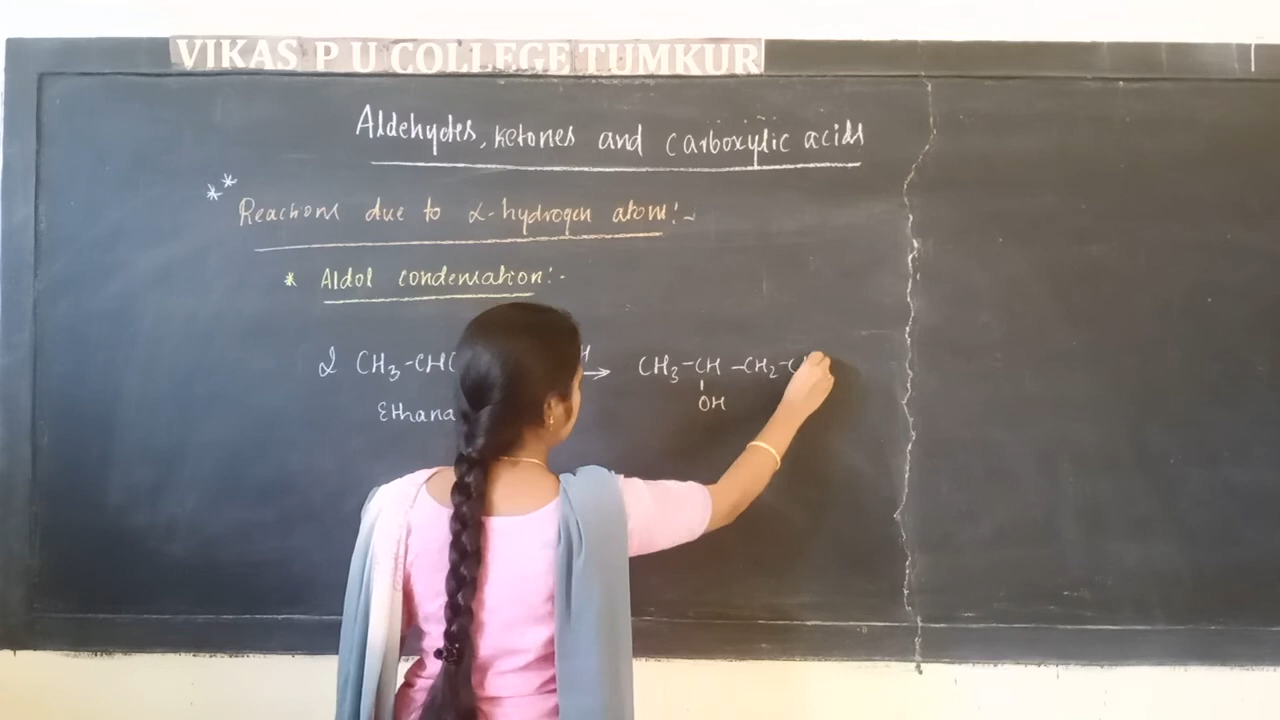 VIKAS P U COLLEGE TUMKUR
Aldehydes, ketones and carboxylic acids
** Reactions due to α-hydrogen atom:-
* Aldol condensation:-
2 CH3-CHO → CH3-CH-CH2-C
OH
Ethana